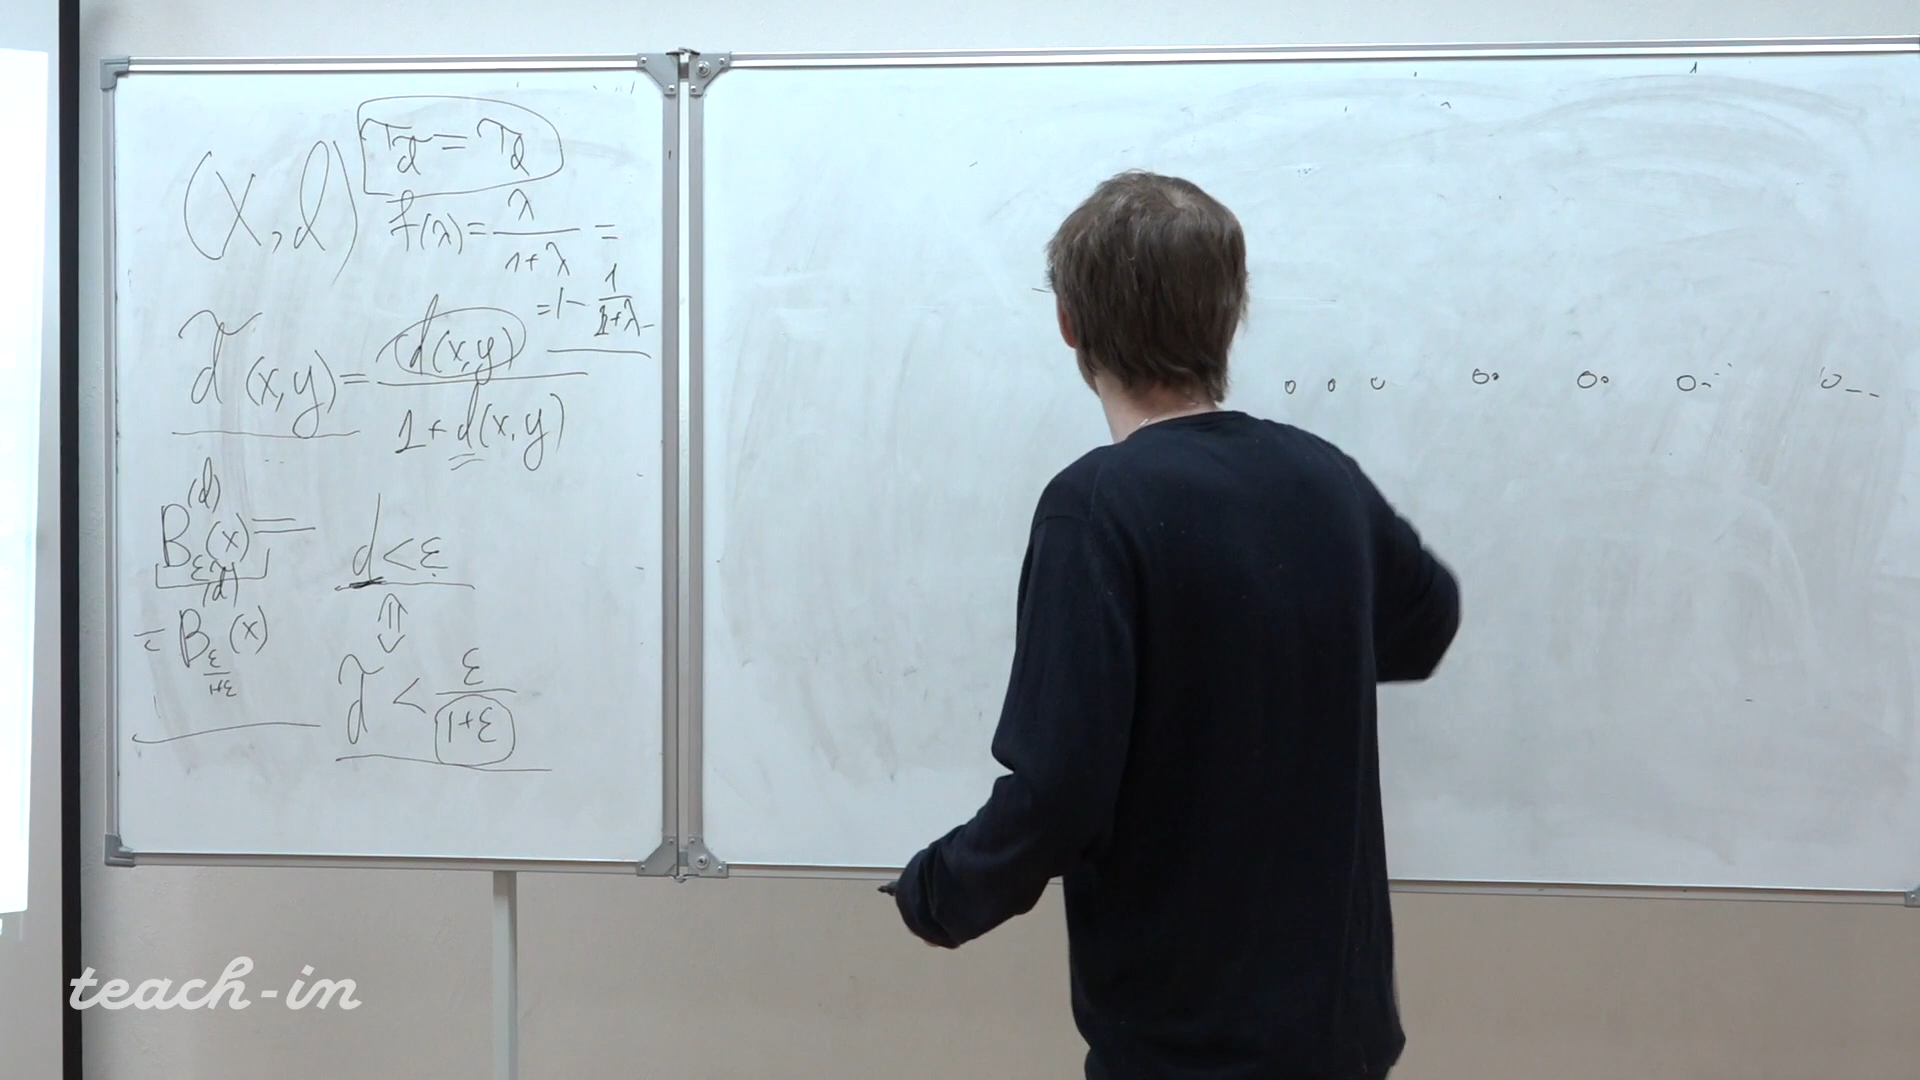 (X, d)
τ_d̃ = τ_d
f(λ) = λ/(1+λ) =
= 1 - 1/(1+λ)
d̃(x,y) = d(x,y)/(1 + d(x,y))
B_ε^(d)(x) =
= B_{ε/(ε+1)}^(d̃)(x)
d < ε
⇕
d̃ < ε/(1+ε)
teach-in